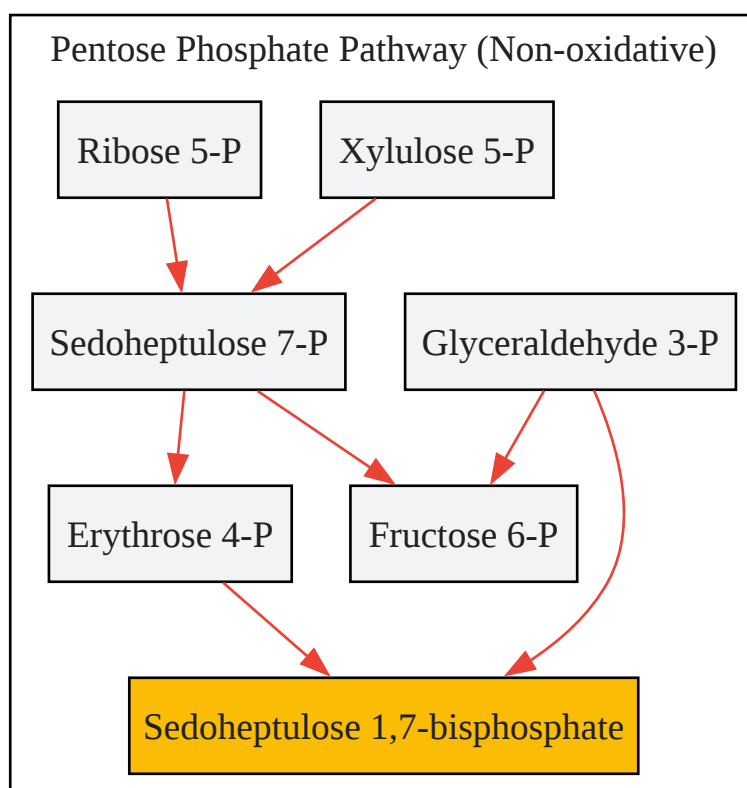 Pentose Phosphate Pathway (Non-oxidative)
Ribose 5-P
Xylulose 5-P
Sedoheptulose 7-P
Glyceraldehyde 3-P
Erythrose 4-P
Fructose 6-P
Sedoheptulose 1,7-bisphosphate